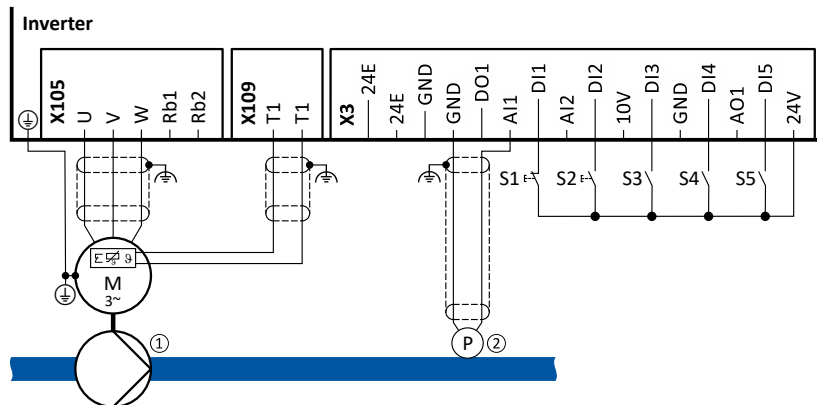 Inverter
X105 U V W Rb1 Rb2
X109 T1 T1
X3 24E 24E GND GND DO1 AI1 DI1 AI2 DI2 10V DI3 GND DI4 AO1 DI5 24V
S1 S2 S3 S4 S5
ϑ
M
3~
1
P 2